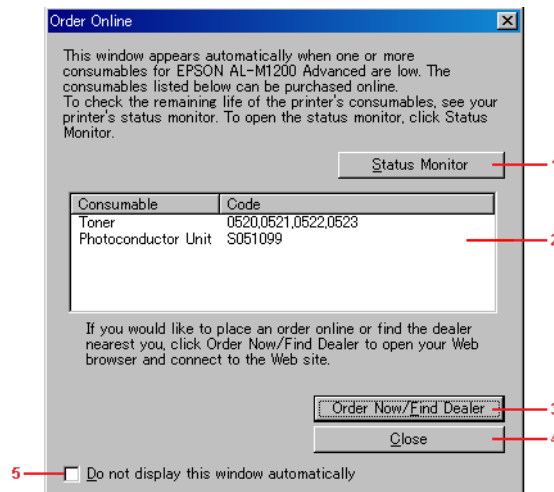 Order Online
This window appears automatically when one or more
consumables for EPSON AL-M1200 Advanced are low. The
consumables listed below can be purchased online.
To check the remaining life of the printer's consumables, see your
printer's status monitor. To open the status monitor, click Status
Monitor.
Status Monitor 1
Consumable Code
Toner 0520,0521,0522,0523
Photoconductor Unit S051099
2
If you would like to place an order online or find the dealer
nearest you, click Order Now/Find Dealer to open your Web
browser and connect to the Web site.
Order Now/Find Dealer 3
Close 4
5 Do not display this window automatically